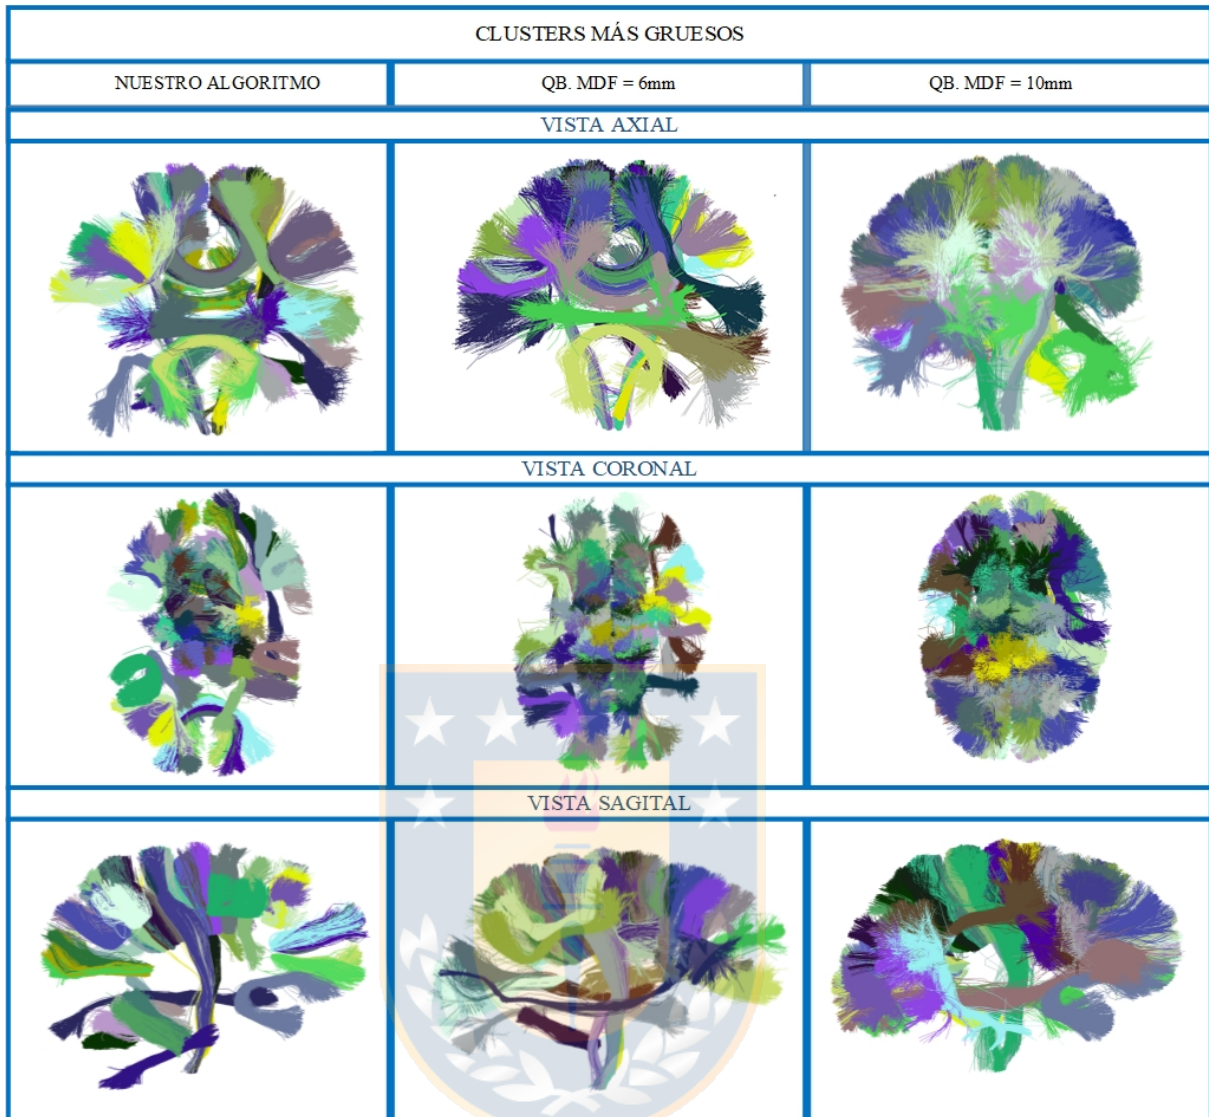 CLUSTERS MÁS GRUESOS
NUESTRO ALGORITMO QB. MDF = 6mm QB. MDF = 10mm
VISTA AXIAL
VISTA CORONAL
VISTA SAGITAL